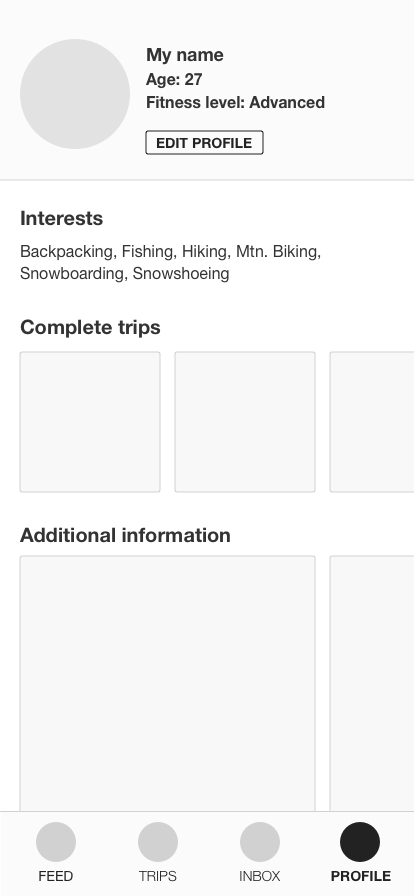 My name
Age: 27
Fitness level: Advanced
EDIT PROFILE
Interests
Backpacking, Fishing, Hiking, Mtn. Biking,
Snowboarding, Snowshoeing
Complete trips
Additional information
FEED
TRIPS
INBOX
PROFILE